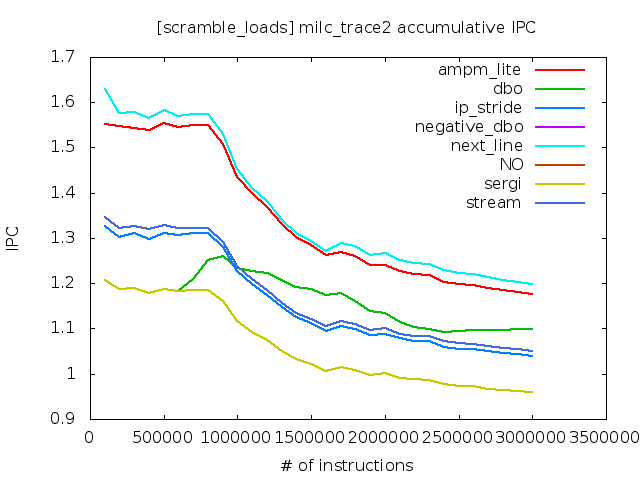 [scramble_loads] milc_trace2 accumulative IPC
1.7
1.6
1.5
1.4
1.3
1.2
1.1
1
0.9
IPC
ampm_lite
dbo
ip_stride
negative_dbo
next_line
NO
sergi
stream
0 500000 1000000 1500000 2000000 2500000 3000000 3500000
# of instructions